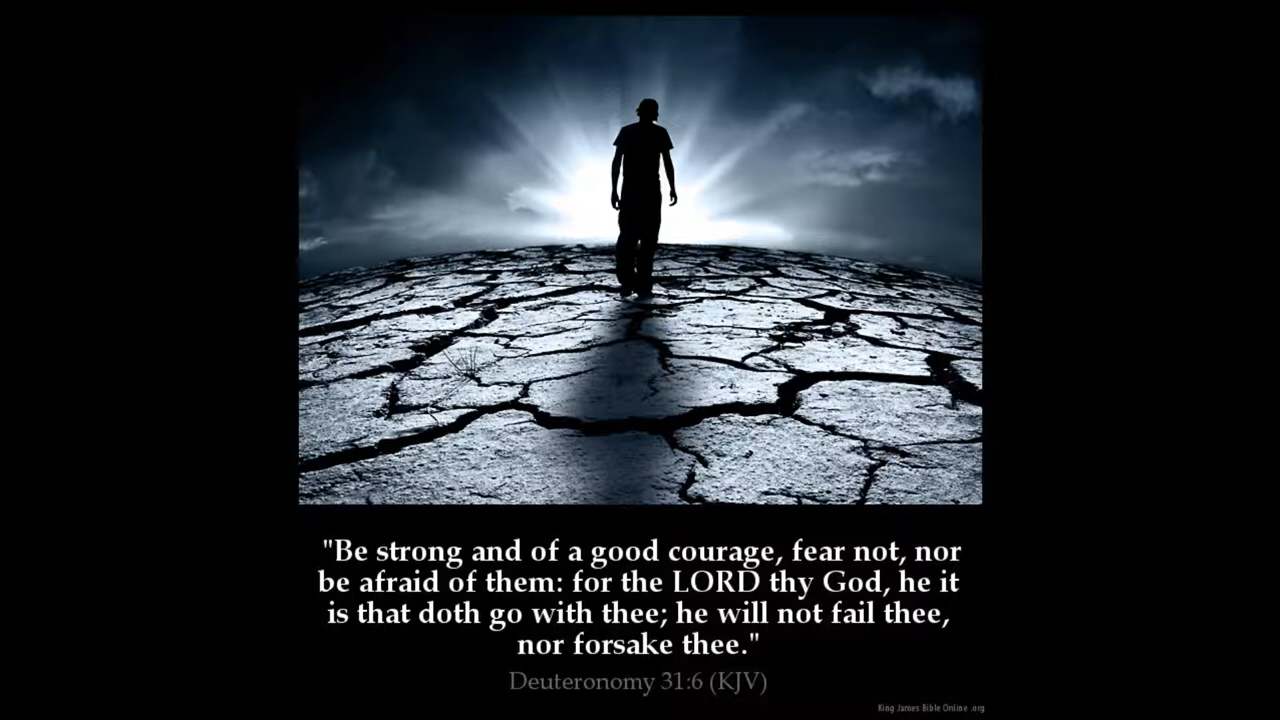 "Be strong and of a good courage, fear not, nor
be afraid of them: for the LORD thy God, he it
is that doth go with thee; he will not fail thee,
nor forsake thee."
Deuteronomy 31:6 (KJV)
King James Bible Online .org